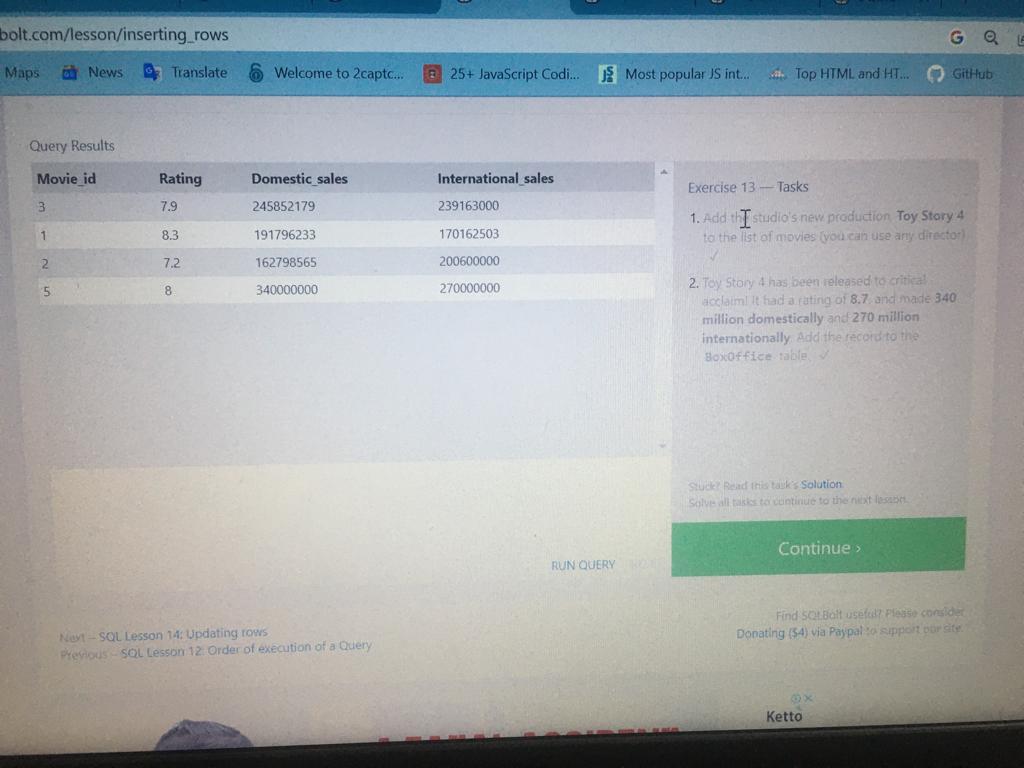 bolt.com/lesson/inserting_rows
Maps News Translate Welcome to 2captc... 25+ JavaScript Codi... Most popular JS int... Top HTML and HT... GitHub
Query Results
Movie_id Rating Domestic_sales International_sales
3 7.9 245852179 239163000
1 8.3 191796233 170162503
2 7.2 162798565 200600000
5 8 340000000 270000000
RUN QUERY
Exercise 13 — Tasks
1. Add the studio's new production, Toy Story 4
to the list of movies (you can use any director)
✓
2. Toy Story 4 has been released to critical
acclaim! It had a rating of 8.7, and made 340
million domestically and 270 million
internationally. Add the record to the
BoxOffice table. ✓
Stuck? Read this task's Solution.
Solve all tasks to continue to the next lesson.
Continue ›
Next – SQL Lesson 14: Updating rows
Previous – SQL Lesson 12: Order of execution of a Query
Find SQLBolt useful? Please consider
Donating ($4) via Paypal to support our site.
Ketto